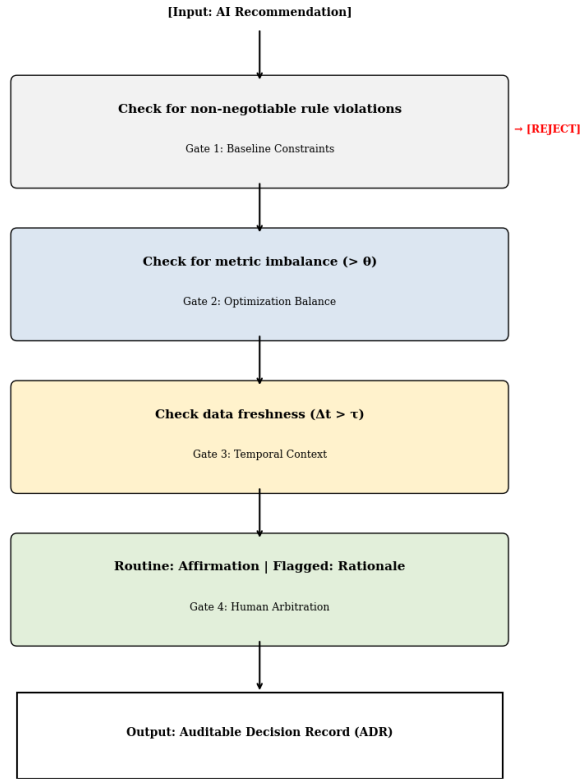 [Input: AI Recommendation]
Check for non-negotiable rule violations
→ [REJECT]
Gate 1: Baseline Constraints
Check for metric imbalance (> θ)
Gate 2: Optimization Balance
Check data freshness (Δt > τ)
Gate 3: Temporal Context
Routine: Affirmation | Flagged: Rationale
Gate 4: Human Arbitration
Output: Auditable Decision Record (ADR)